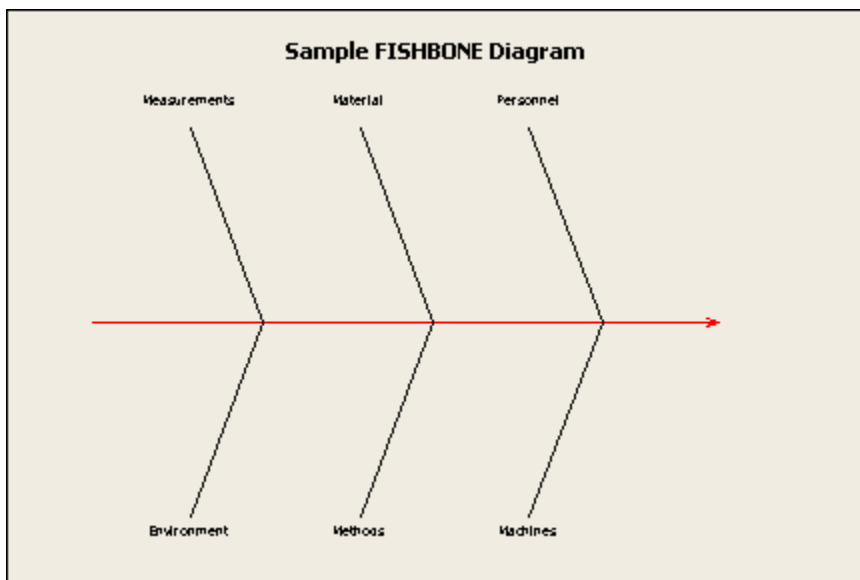 Sample FISHBONE Diagram
Measurements
Material
Personnel
Environment
Methods
Machines